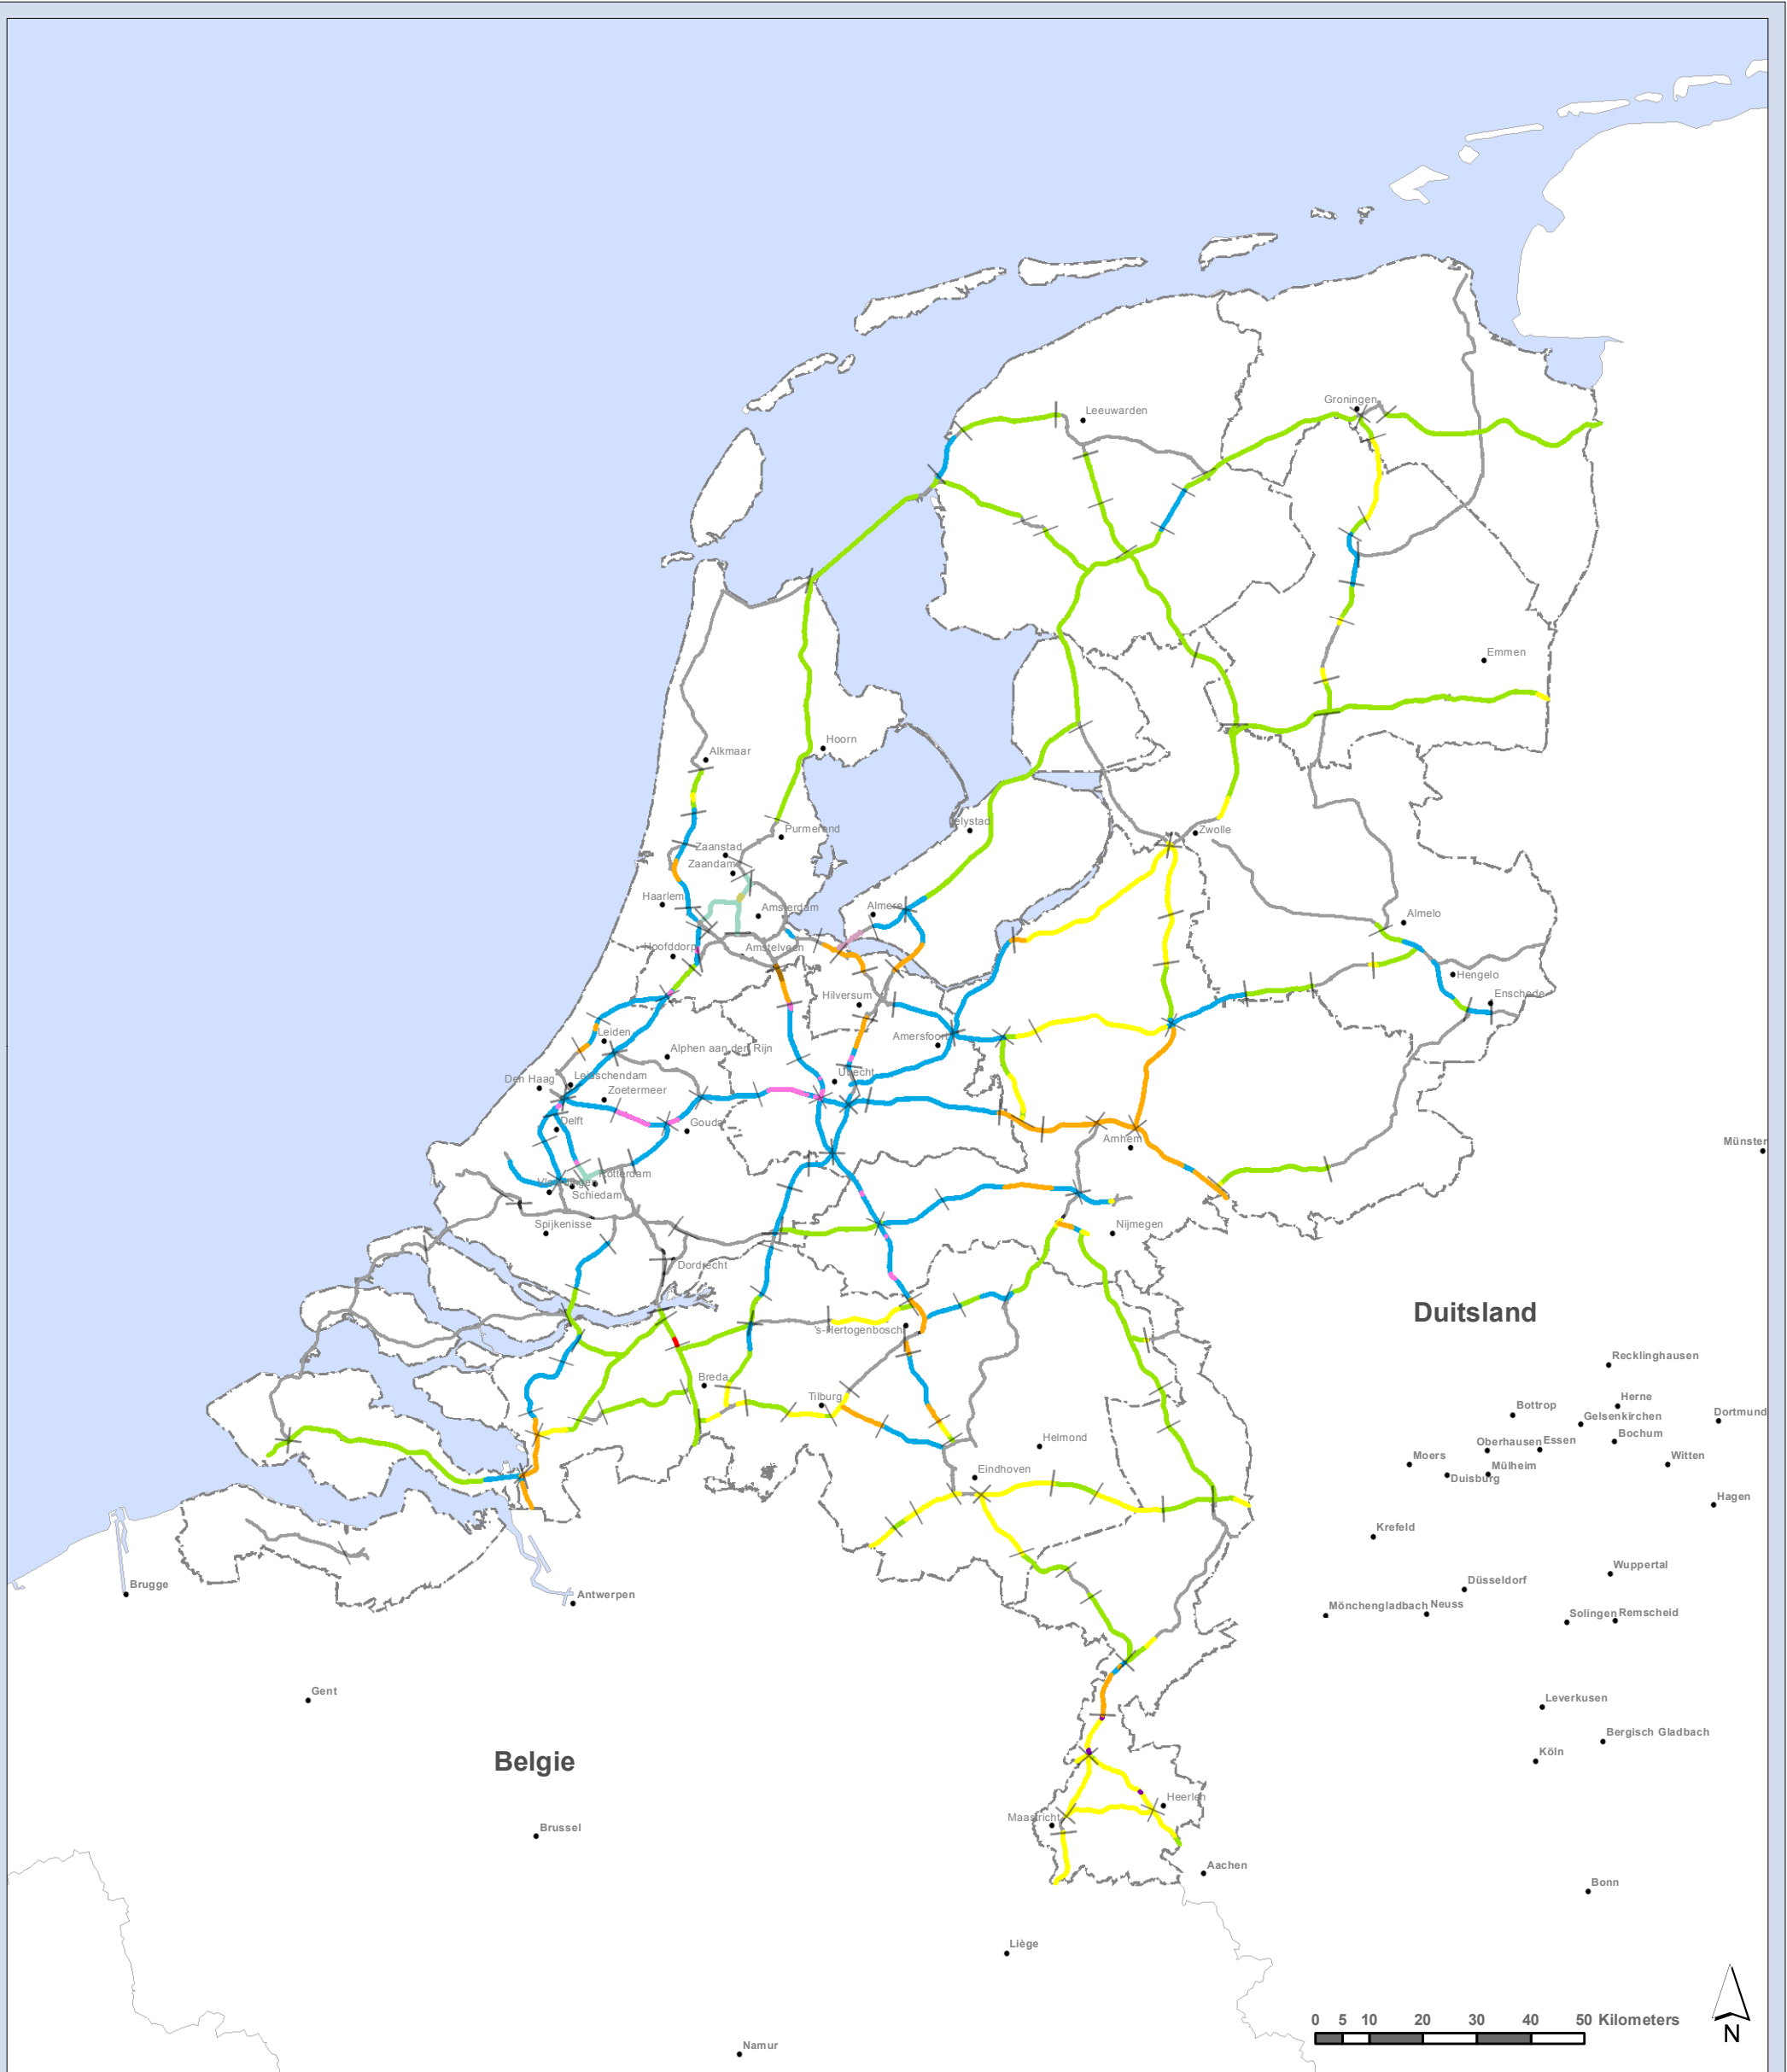 Groningen
Leeuwarden
Emmen
Hoorn
Alkmaar
Purmerend
Zwolle
Zaanstad
Zaandam
Haarlem
Amsterdam
Almere
Almelo
Hoofddorp
Amstelveen
Hengelo
Hilversum
Enschede
Leiden
Amersfoort
Alphen aan den Rijn
Utrecht
Den Haag
Leidschendam
Zoetermeer
Delft
Gouda
Arnhem
Münster
Rotterdam
Schiedam
Spijkenisse
Nijmegen
Dordrecht
Duitsland
's-Hertogenbosch
Recklinghausen
Breda
Tilburg
Herne
Bottrop
Gelsenkirchen
Dortmund
Bochum
Helmond
Oberhausen
Essen
Moers
Mülheim
Witten
Duisburg
Eindhoven
Hagen
Krefeld
Wuppertal
Brugge
Antwerpen
Düsseldorf
Mönchengladbach
Neuss
Solingen
Remscheid
Gent
Leverkusen
Bergisch Gladbach
Köln
Belgie
Heerlen
Maastricht
Brussel
Aachen
Bonn
Liège
0 5 10 20 30 40 50 Kilometers
N
Namur